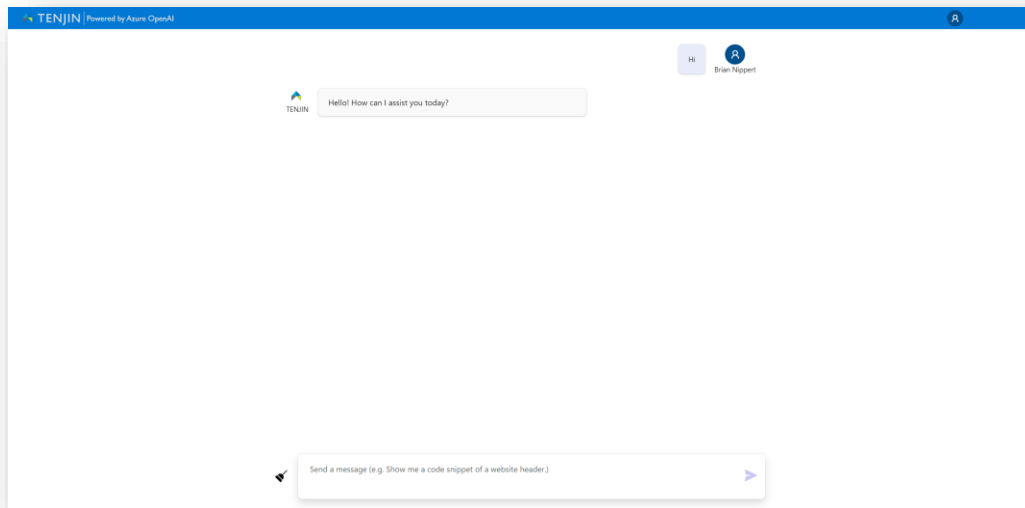 TENJIN Powered by Azure OpenAI
Hi
Brian Nippert
Hello! How can I assist you today?
TENJIN
Send a message (e.g. Show me a code snippet of a website header.)